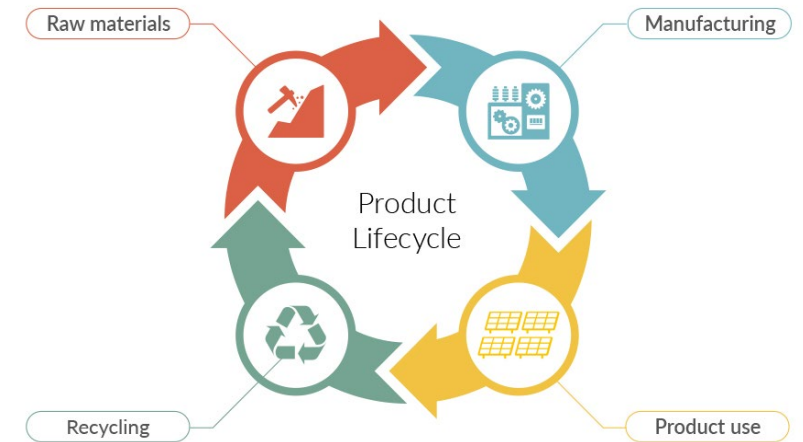 Raw materials
Manufacturing
Product
Lifecycle
Recycling
Product use